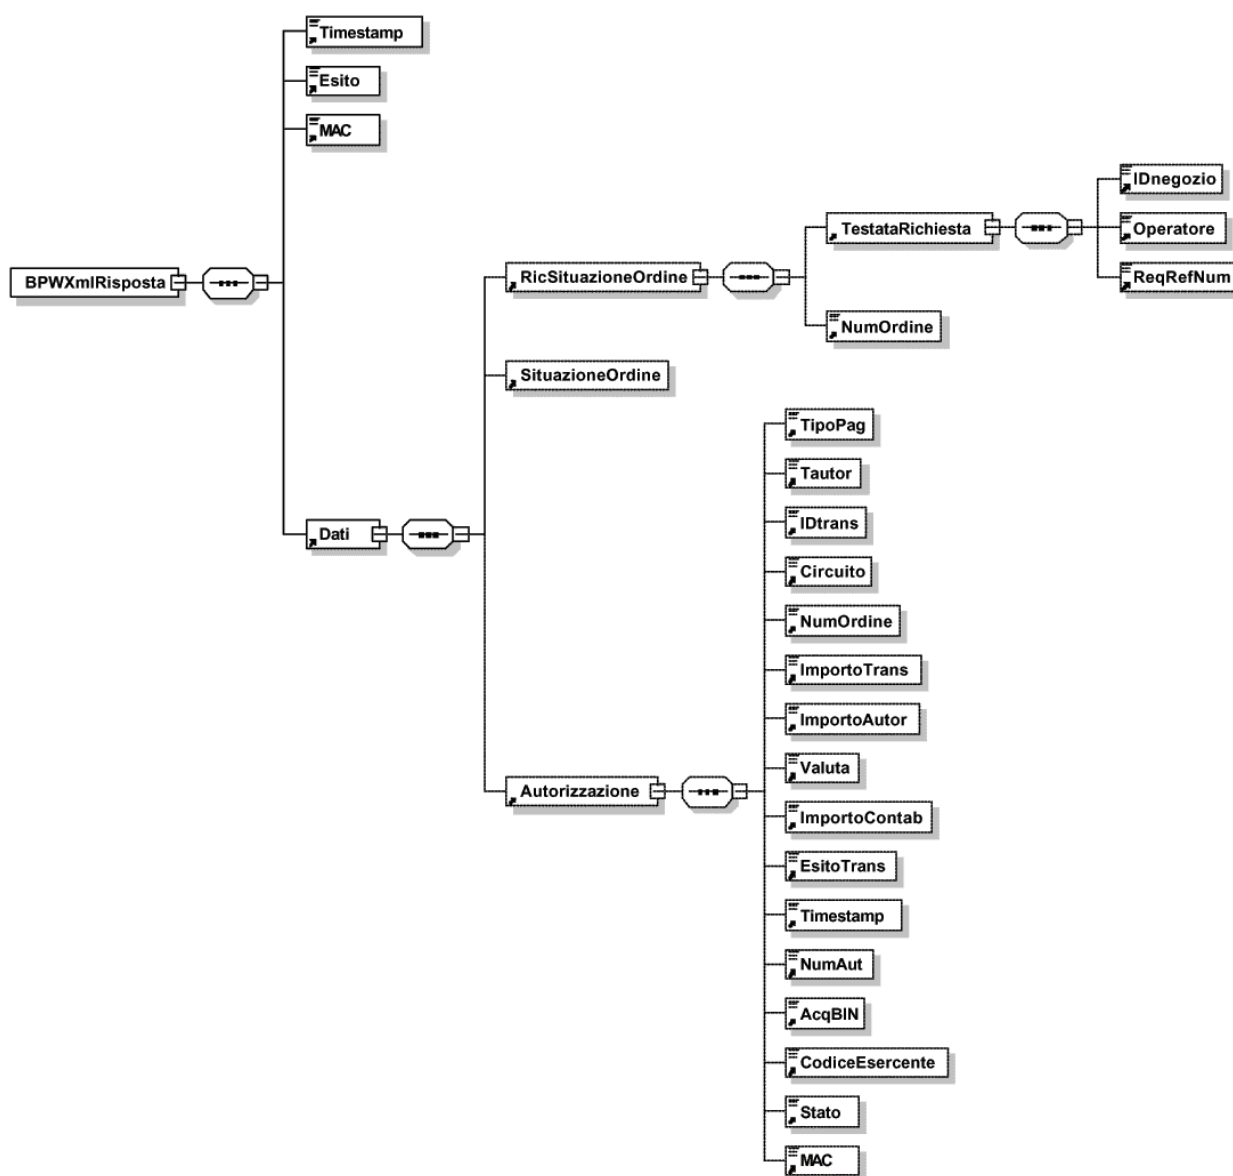 Timestamp
Esito
MAC
IDnegozio
TestataRichiesta
Operatore
BPWXmlRisposta
RicSituazioneOrdine
ReqRefNum
NumOrdine
SituazioneOrdine
TipoPag
Tautor
IDtrans
Dati
Circuito
NumOrdine
ImportoTrans
ImportoAutor
Valuta
Autorizzazione
ImportoContab
EsitoTrans
Timestamp
NumAut
AcqBIN
CodiceEsercente
Stato
MAC